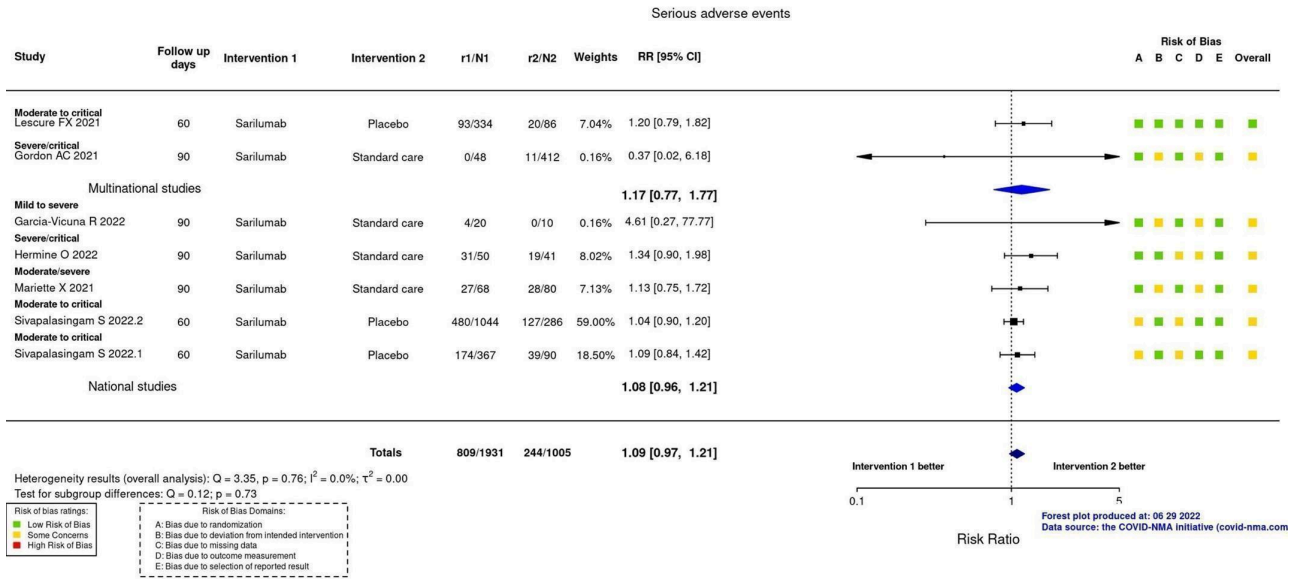 Serious adverse events
Risk of Bias
Study Follow up days Intervention 1 Intervention 2 r1/N1 r2/N2 Weights RR [95% CI] A B C D E Overall
Moderate to critical
Lescure FX 2021 60 Sarilumab Placebo 93/334 20/86 7.04% 1.20 [0.79, 1.82]
Severe/critical
Gordon AC 2021 90 Sarilumab Standard care 0/48 11/412 0.16% 0.37 [0.02, 6.18]
Multinational studies 1.17 [0.77, 1.77]
Mild to severe
Garcia-Vicuna R 2022 90 Sarilumab Standard care 4/20 0/10 0.16% 4.61 [0.27, 77.77]
Severe/critical
Hermine O 2022 90 Sarilumab Standard care 31/50 19/41 8.02% 1.34 [0.90, 1.98]
Moderate/severe
Mariette X 2021 90 Sarilumab Standard care 27/68 28/80 7.13% 1.13 [0.75, 1.72]
Moderate to critical
Sivapalasingam S 2022.2 60 Sarilumab Placebo 480/1044 127/286 59.00% 1.04 [0.90, 1.20]
Moderate to critical
Sivapalasingam S 2022.1 60 Sarilumab Placebo 174/367 39/90 18.50% 1.09 [0.84, 1.42]
National studies 1.08 [0.96, 1.21]
Totals 809/1931 244/1005 1.09 [0.97, 1.21]
Intervention 1 better Intervention 2 better
Heterogeneity results (overall analysis): Q = 3.35, p = 0.76; I² = 0.0%; τ² = 0.00
Test for subgroup differences: Q = 0.12; p = 0.73
0.1 1 5
Risk Ratio
Risk of bias ratings:
Low Risk of Bias
Some Concerns
High Risk of Bias
Risk of Bias Domains:
A: Bias due to randomization
B: Bias due to deviation from intended intervention
C: Bias due to missing data
D: Bias due to outcome measurement
E: Bias due to selection of reported result
Forest plot produced at: 06 29 2022
Data source: the COVID-NMA initiative (covid-nma.com